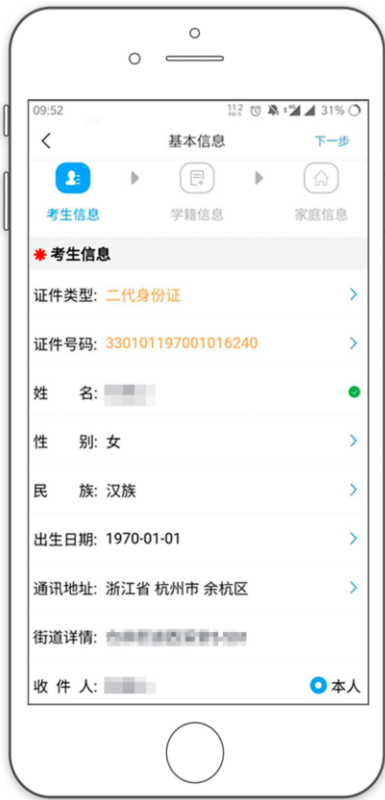 09:52 11.2 KB/S 31%
基本信息 下一步
考生信息 学籍信息 家庭信息
* 考生信息
证件类型: 二代身份证
证件号码: 330101197001016240
姓 名:
性 别: 女
民 族: 汉族
出生日期: 1970-01-01
通讯地址: 浙江省 杭州市 余杭区
街道详情:
收 件 人: 本人